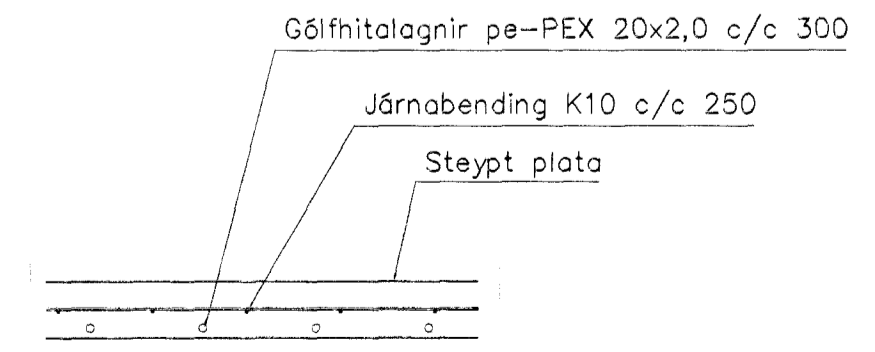 Gólfhitalagnir pe-PEX 20x2,0 c/c 300
Járnabending K10 c/c 250
Steypt plata